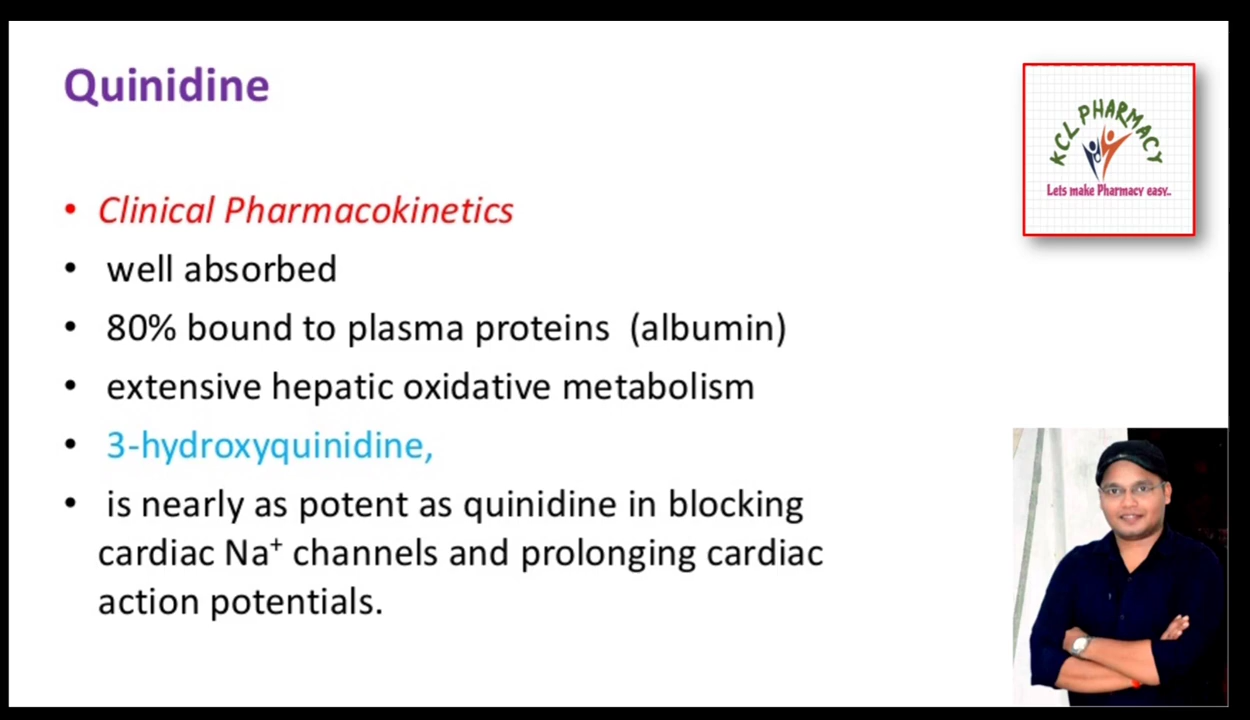 Quinidine
KCL PHARMACY
Lets make Pharmacy easy..
• Clinical Pharmacokinetics
• well absorbed
• 80% bound to plasma proteins (albumin)
• extensive hepatic oxidative metabolism
• 3-hydroxyquinidine,
• is nearly as potent as quinidine in blocking
cardiac Na⁺ channels and prolonging cardiac
action potentials.